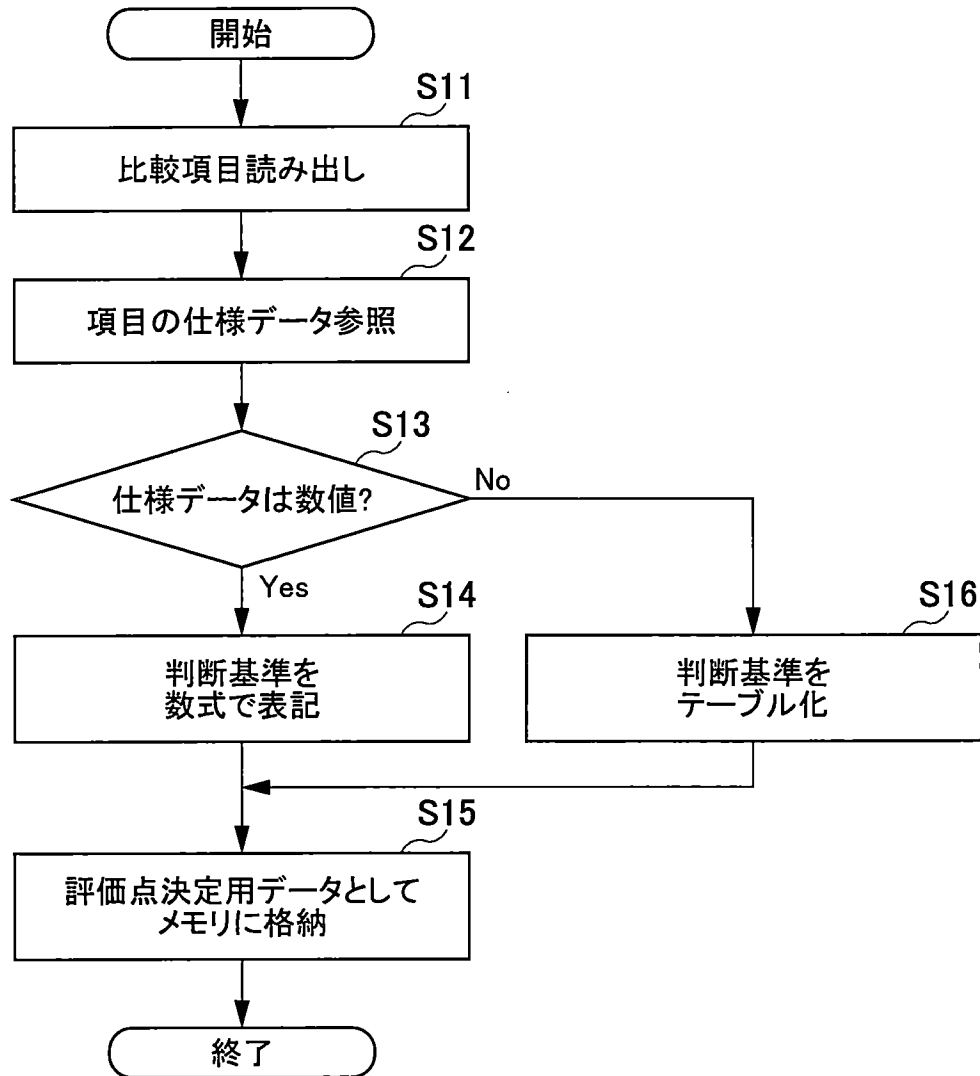 開始
S11
比較項目読み出し
S12
項目の仕様データ参照
S13
仕様データは数値?
No
Yes
S14
判断基準を
数式で表記
S16
判断基準を
テーブル化
S15
評価点決定用データとして
メモリに格納
終了